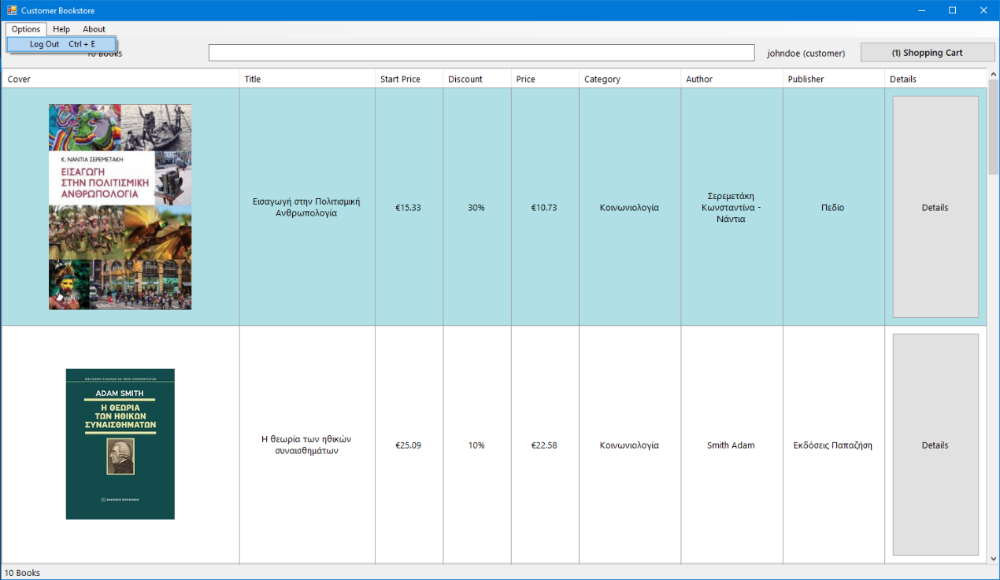 Customer Bookstore
Options Help About
Log Out Ctrl + E
10 Books
johndoe (customer)
(1) Shopping Cart
Cover Title Start Price Discount Price Category Author Publisher Details
Κ. ΝΑΝΤΙΑ ΣΕΡΕΜΕΤΑΚΗ
ΕΙΣΑΓΩΓΗ
ΣΤΗΝ ΠΟΛΙΤΙΣΜΙΚΗ
ΑΝΘΡΩΠΟΛΟΓΙΑ
Εισαγωγή στην Πολιτισμική
Ανθρωπολογία
€15.33
30%
€10.73
Κοινωνιολογία
Σερεμετάκη
Κωνσταντίνα -
Νάντια
Πεδίο
Details
ADAM SMITH
Η ΘΕΩΡΙΑ
ΤΩΝ ΗΘΙΚΩΝ
ΣΥΝΑΙΣΘΗΜΑΤΩΝ
ΕΚΔΟΣΕΙΣ ΠΑΠΑΖΗΣΗ
Η θεωρία των ηθικών
συναισθημάτων
€25.09
10%
€22.58
Κοινωνιολογία
Smith Adam
Εκδόσεις Παπαζήση
Details
10 Books